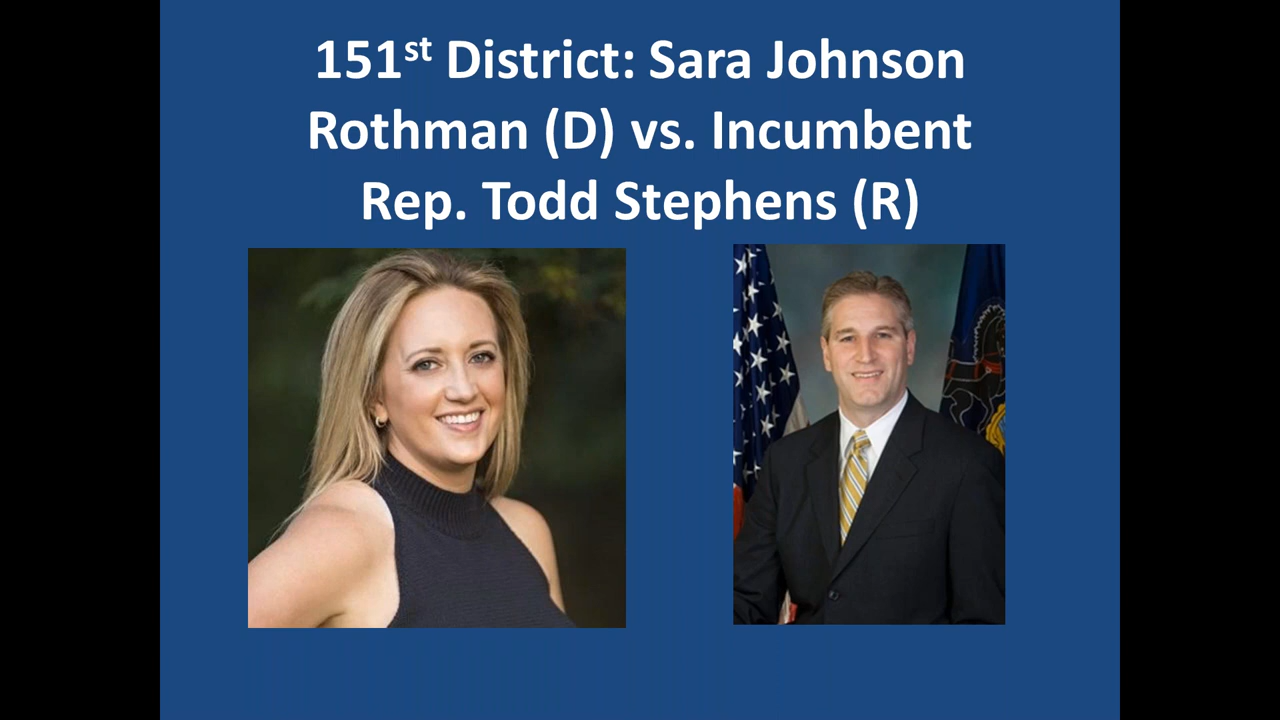 151st District: Sara Johnson
Rothman (D) vs. Incumbent
Rep. Todd Stephens (R)